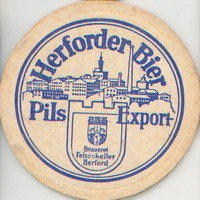 Herforder Bier
Pils Export
Brauerei
Felsenkeller
Herford